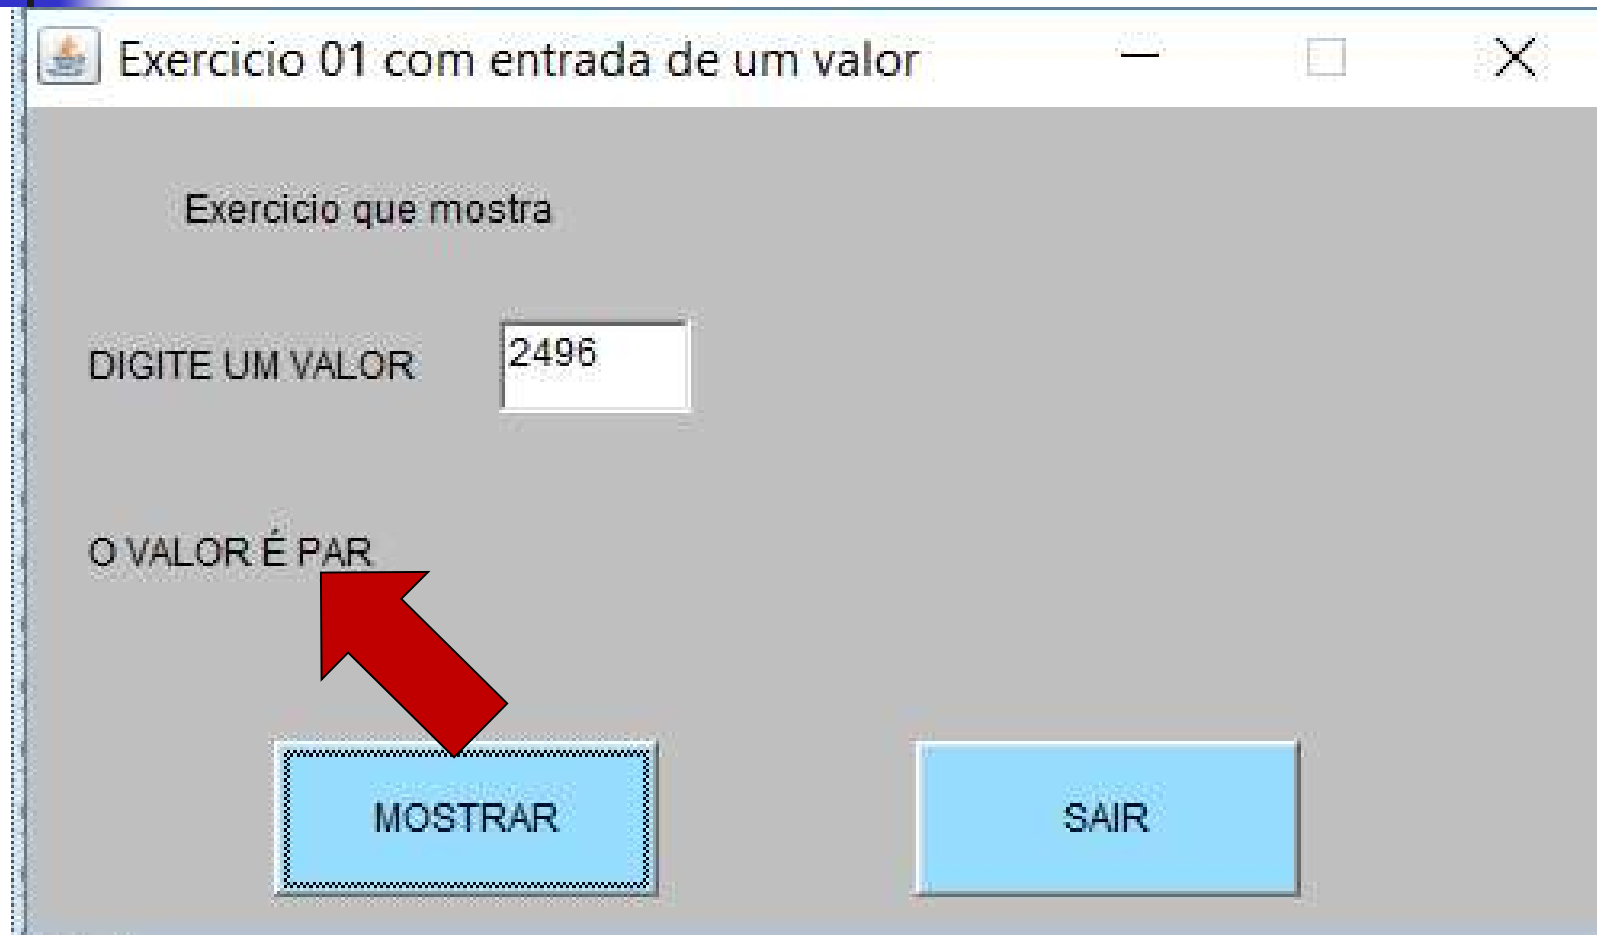 Exercicio 01 com entrada de um valor
Exercicio que mostra
DIGITE UM VALOR 2496
O VALOR É PAR
MOSTRAR SAIR